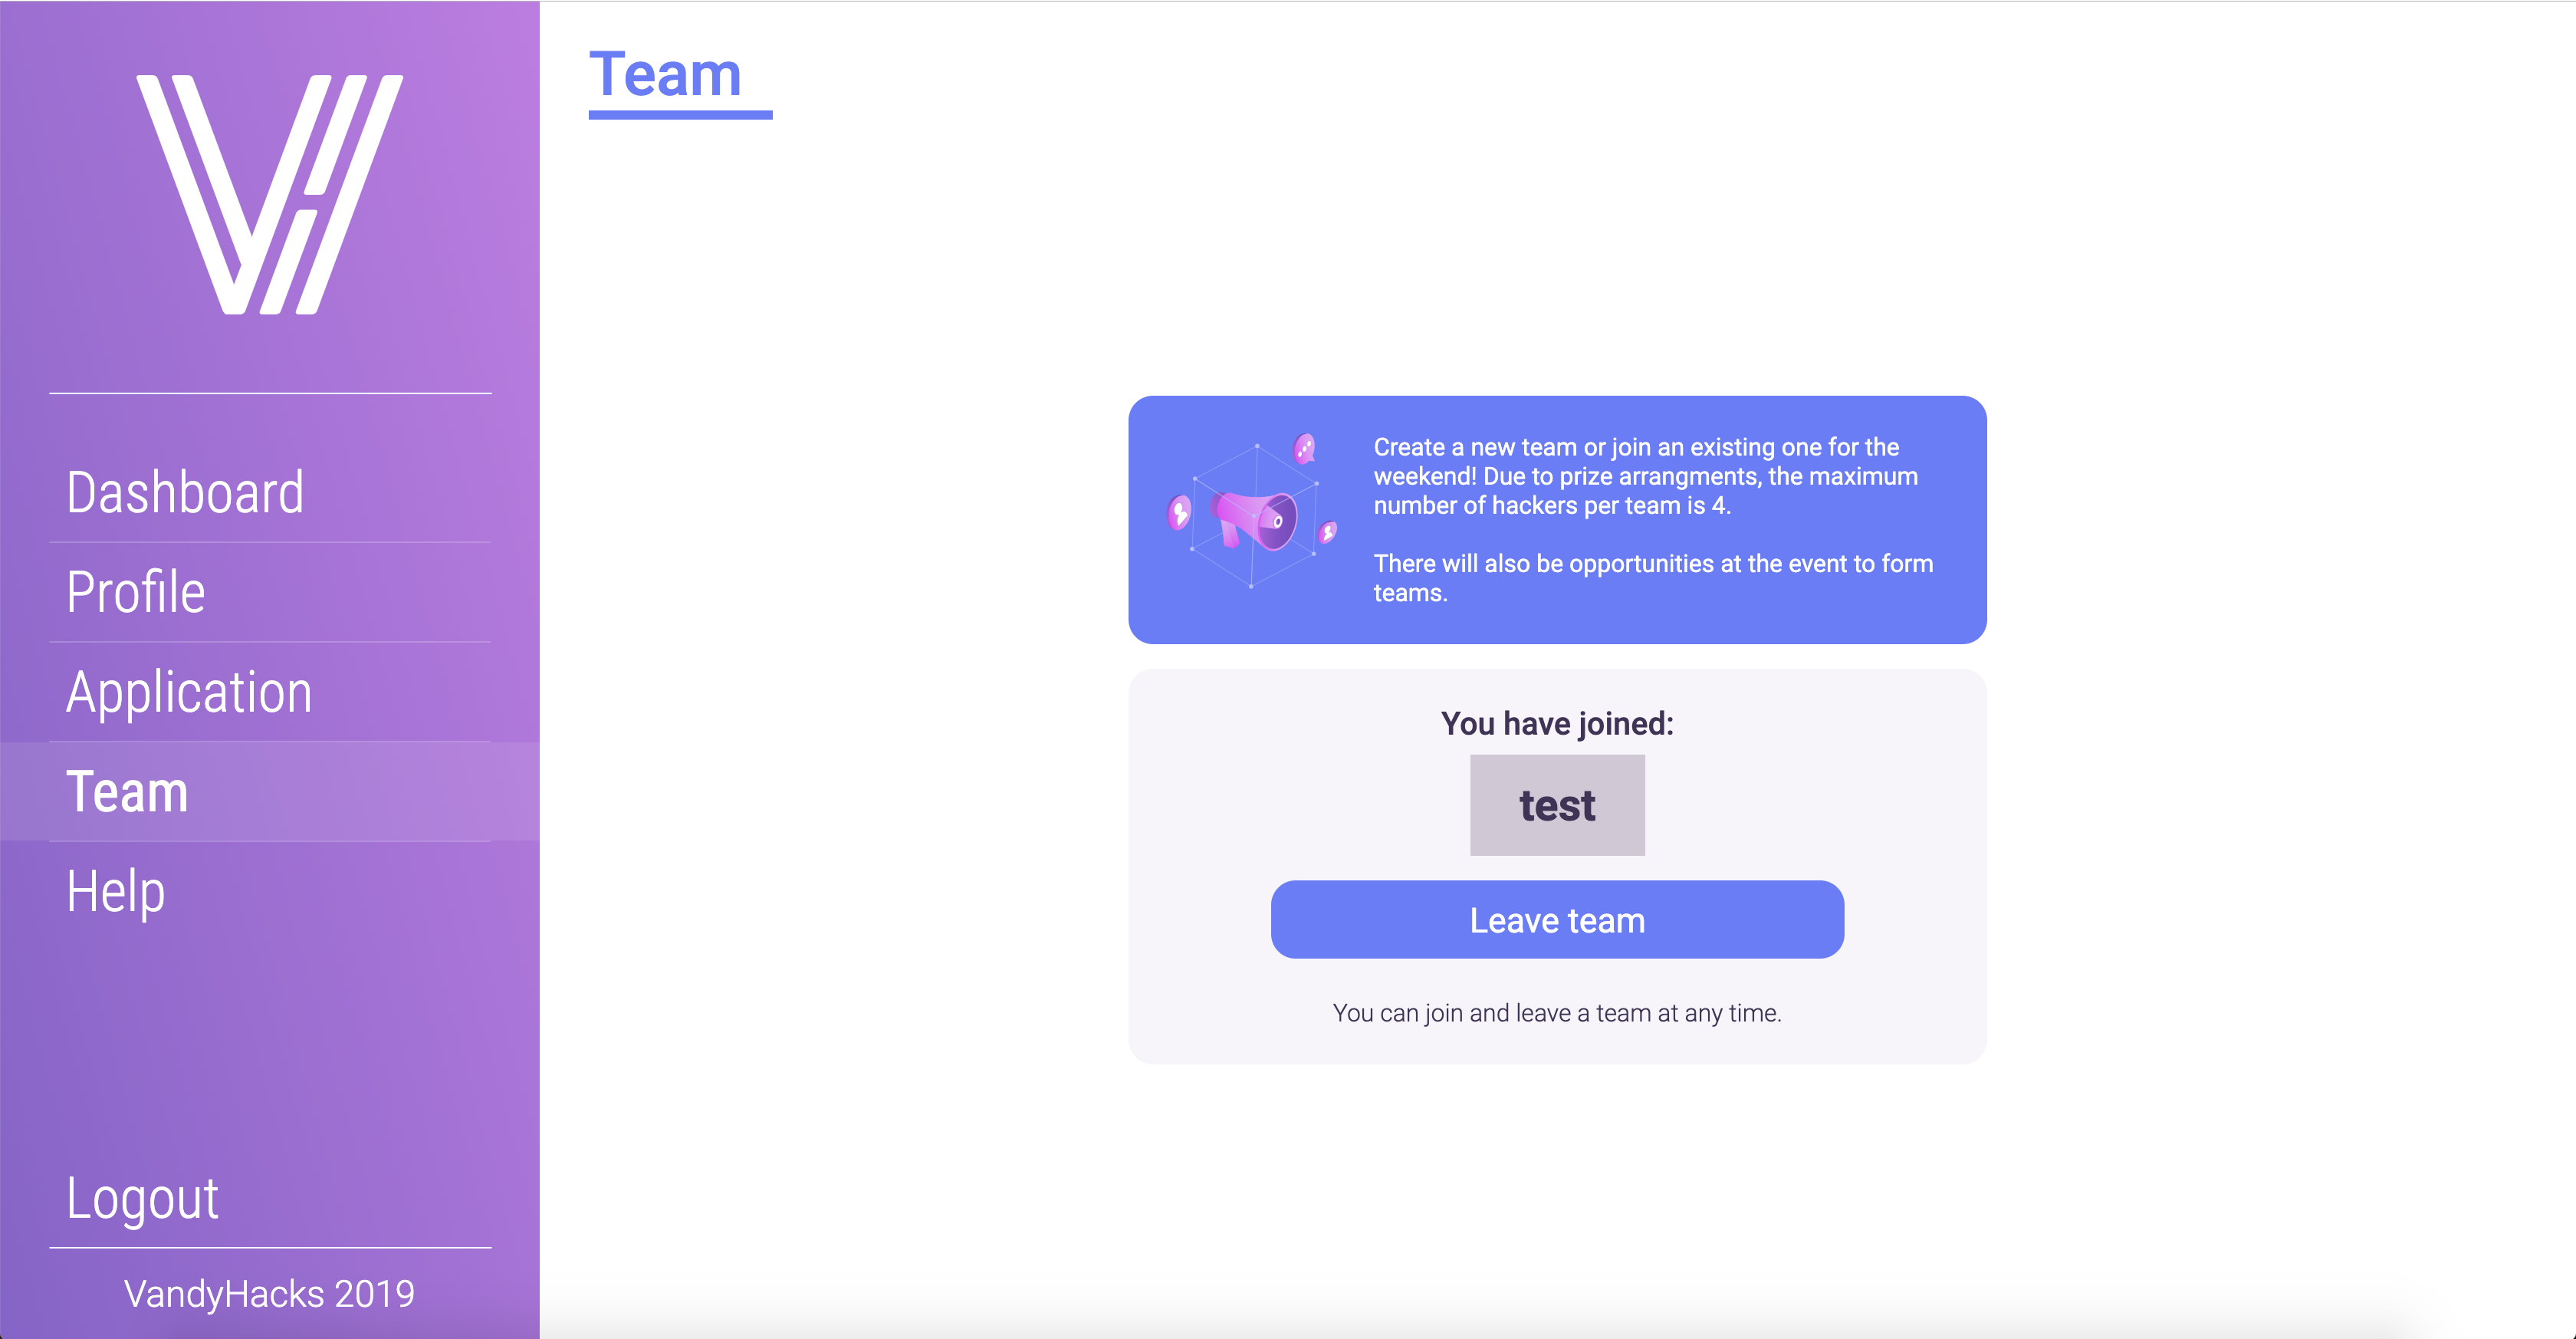 Dashboard
Profile
Application
Team
Help
Logout
VandyHacks 2019
Team
Create a new team or join an existing one for the
weekend! Due to prize arrangments, the maximum
number of hackers per team is 4.
There will also be opportunities at the event to form
teams.
You have joined:
test
Leave team
You can join and leave a team at any time.